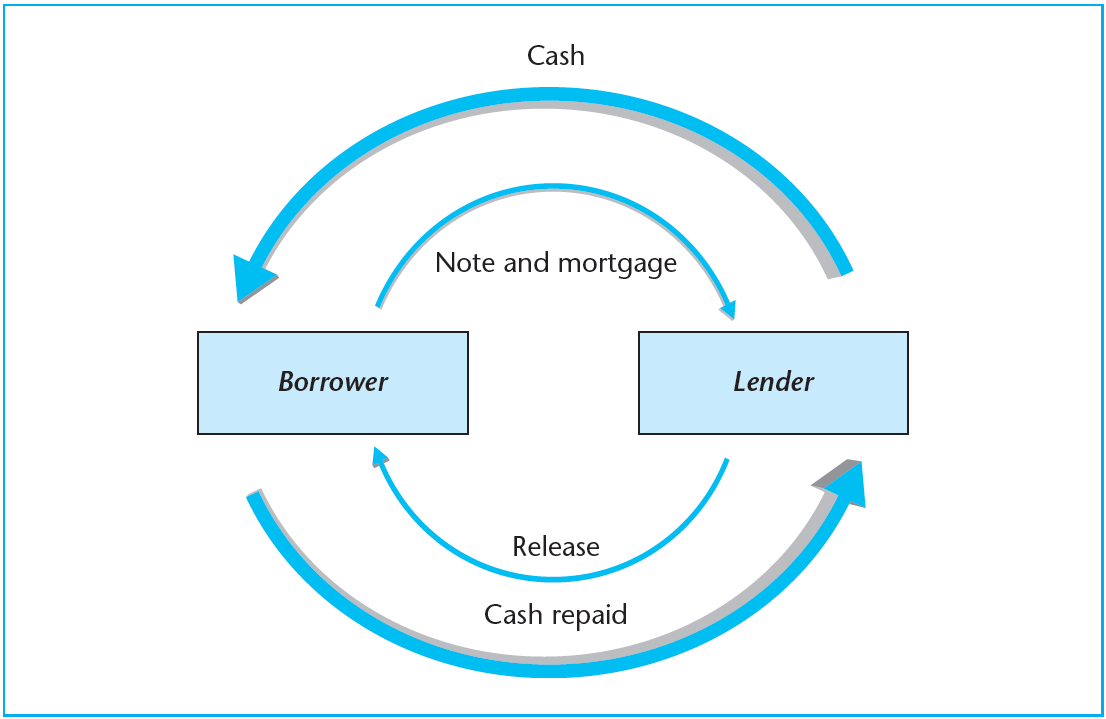 Cash
Note and mortgage
Borrower
Lender
Release
Cash repaid